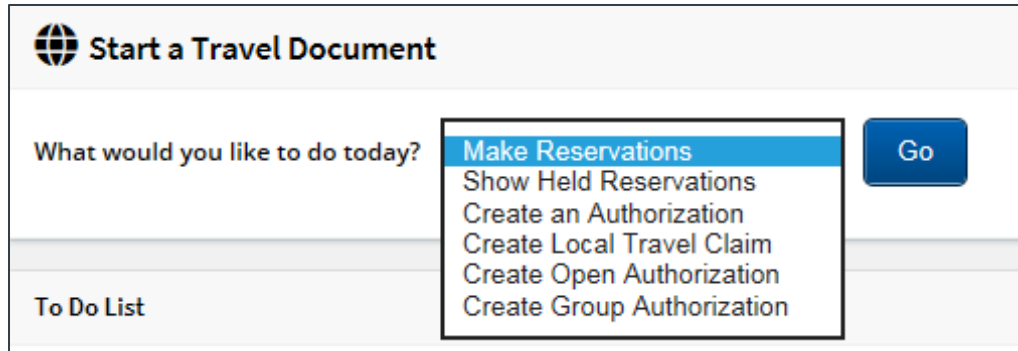 Start a Travel Document
What would you like to do today?
Make Reservations
Go
Show Held Reservations
Create an Authorization
Create Local Travel Claim
Create Open Authorization
Create Group Authorization
To Do List